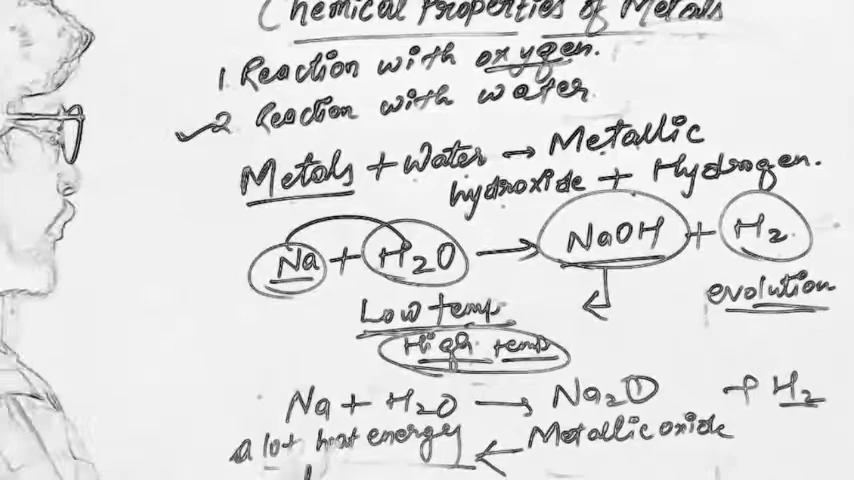 Chemical Properties of Metals
1. Reaction with oxygen.
2 Reaction with water.
Metals + Water → Metallic
hydroxide + Hydrogen.
Na + H2O → NaOH + H2
evolution
Low temp
High temp
Na + H2O → Na2O + H2
a lot heat energy ← Metallic oxide